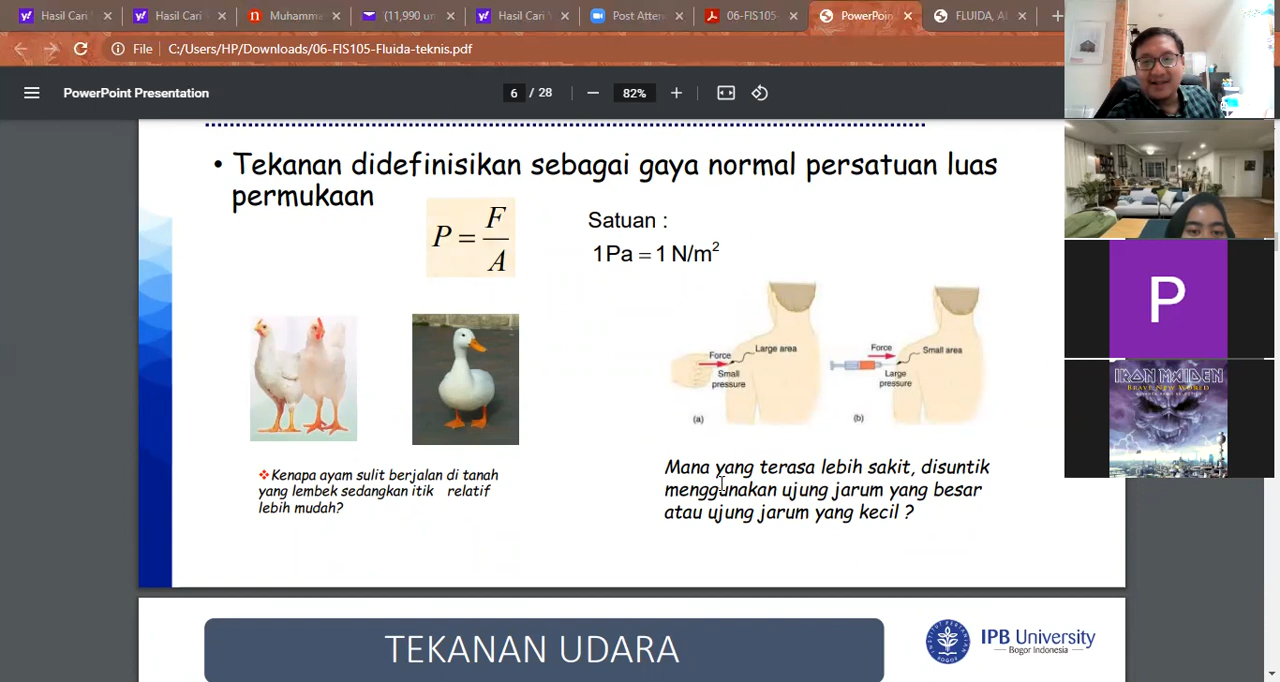 Hasil Cari
Hasil Cari
Muhamma
(11,990 un
Hasil Cari
Post Atten
06-FIS105-
PowerPoin
FLUIDA, A
File
C:/Users/HP/Downloads/06-FIS105-Fluida-teknis.pdf
PowerPoint Presentation
6 / 28
82%
• Tekanan didefinisikan sebagai gaya normal persatuan luas
permukaan
P = F/A
Satuan :
1Pa = 1 N/m²
Force
Large area
Small
pressure
(a)
Force
Small area
Large
pressure
(b)
❖Kenapa ayam sulit berjalan di tanah
yang lembek sedangkan itik relatif
lebih mudah?
Mana yang terasa lebih sakit, disuntik
menggunakan ujung jarum yang besar
atau ujung jarum yang kecil ?
TEKANAN UDARA
IPB University
Bogor Indonesia
P
IRON MAIDEN
BRAVE NEW WORLD